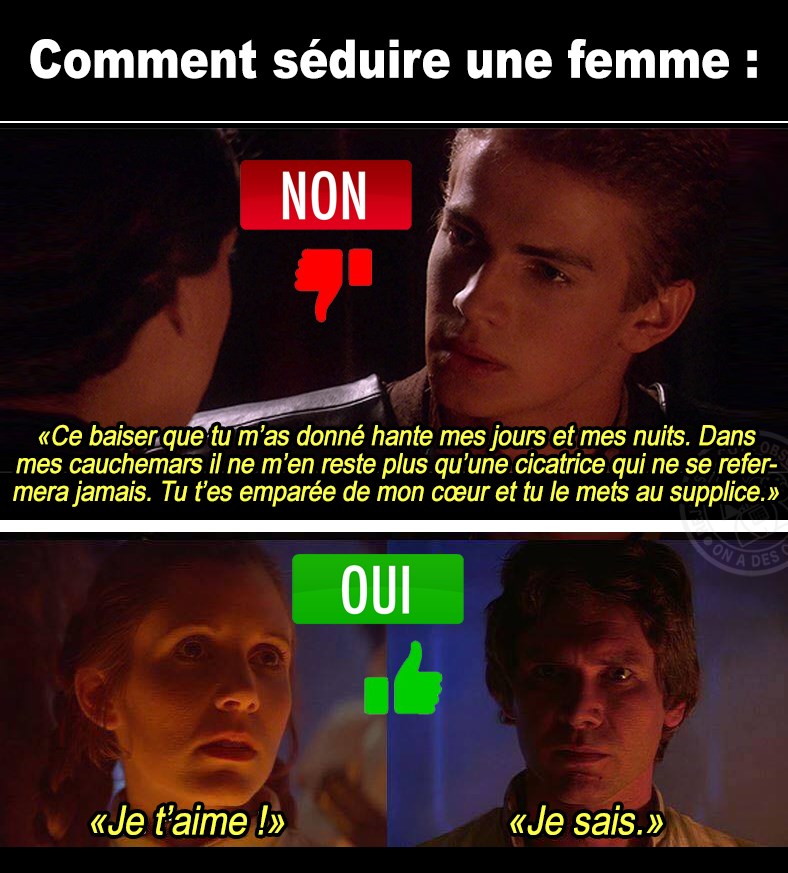 Comment séduire une femme :
NON
«Ce baiser que tu m'as donné hante mes jours et mes nuits. Dans
mes cauchemars il ne m'en reste plus qu'une cicatrice qui ne se refer-
mera jamais. Tu t'es emparée de mon cœur et tu le mets au supplice.»
ON A DES
OUI
«Je t'aime !»
«Je sais.»